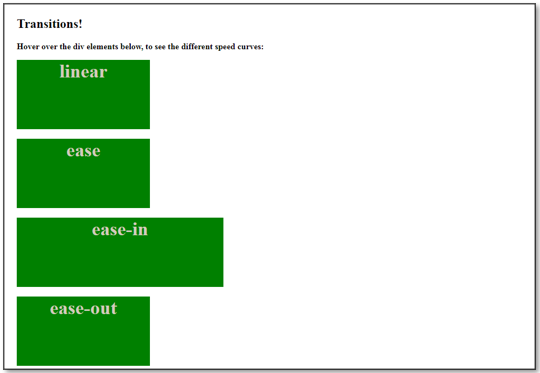 Transitions!
Hover over the div elements below, to see the different speed curves:
linear
ease
ease-in
ease-out